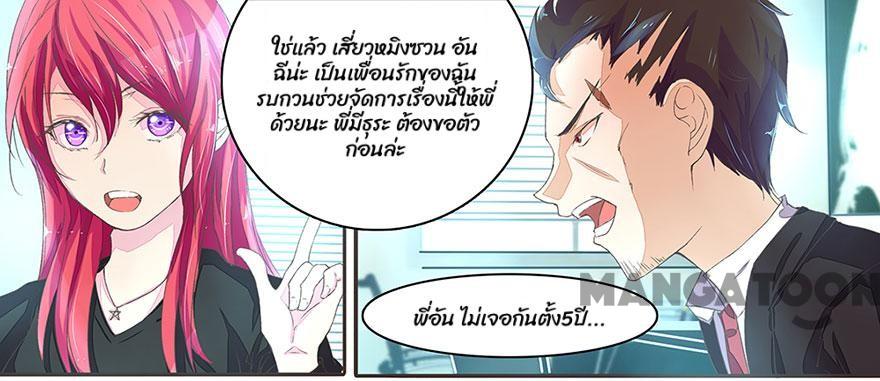 ใช่แล้ว เสี่ยวหมิงซวน อัน
ฉีน่ะ เป็นเพื่อนรักของฉัน
รบกวนช่วยจัดการเรื่องนี้ให้พี่
ด้วยนะ พี่มีธุระ ต้องขอตัว
ก่อนล่ะ
MANGATOON
พี่อัน ไม่เจอกันตั้ง5ปี...